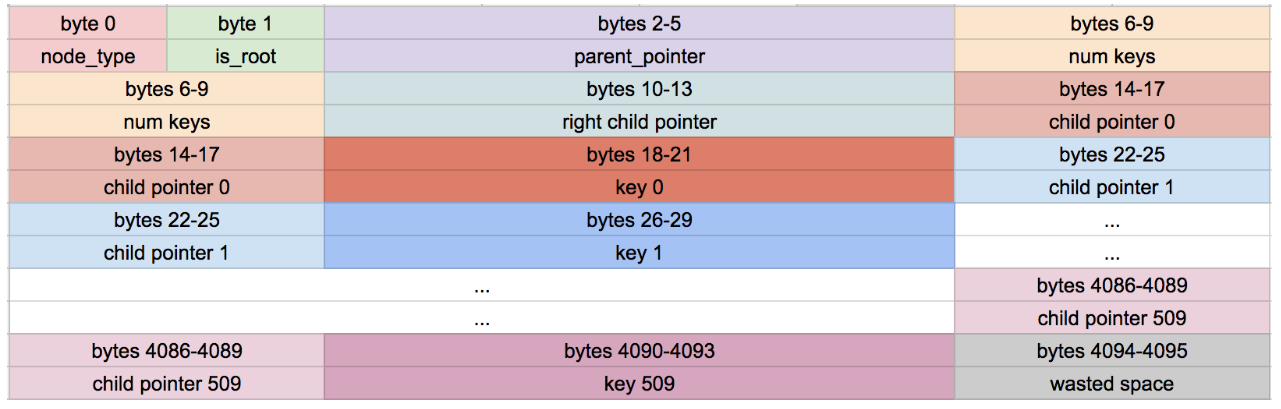 byte 0 byte 1 bytes 2-5 bytes 6-9
node_type is_root parent_pointer num keys
bytes 6-9 bytes 10-13 bytes 14-17
num keys right child pointer child pointer 0
bytes 14-17 bytes 18-21 bytes 22-25
child pointer 0 key 0 child pointer 1
bytes 22-25 bytes 26-29 ...
child pointer 1 key 1 ...
... bytes 4086-4089
... child pointer 509
bytes 4086-4089 bytes 4090-4093 bytes 4094-4095
child pointer 509 key 509 wasted space